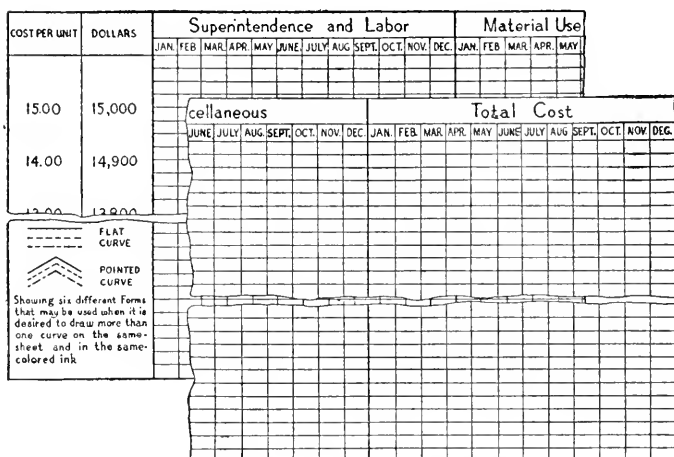 Superintendence and Labor Material Use
COST PER UNIT DOLLARS
JAN. FEB MAR. APR. MAY JUNE JULY AUG SEPT. OCT. NOV. DEC. JAN. FEB MAR APR. MAY
15.00 15,000
14.00 14,900
13.00 13,800
cellaneous Total Cost
JUNE JULY AUG. SEPT. OCT. NOV. DEC. JAN. FEB. MAR APR. MAY JUNE JULY AUG SEPT. OCT. NOV. DEC.
FLAT
CURVE
POINTED
CURVE
Showing six different Forms
that may be used when it is
desired to draw more than
one curve on the same-
sheet and in the same-
colored ink